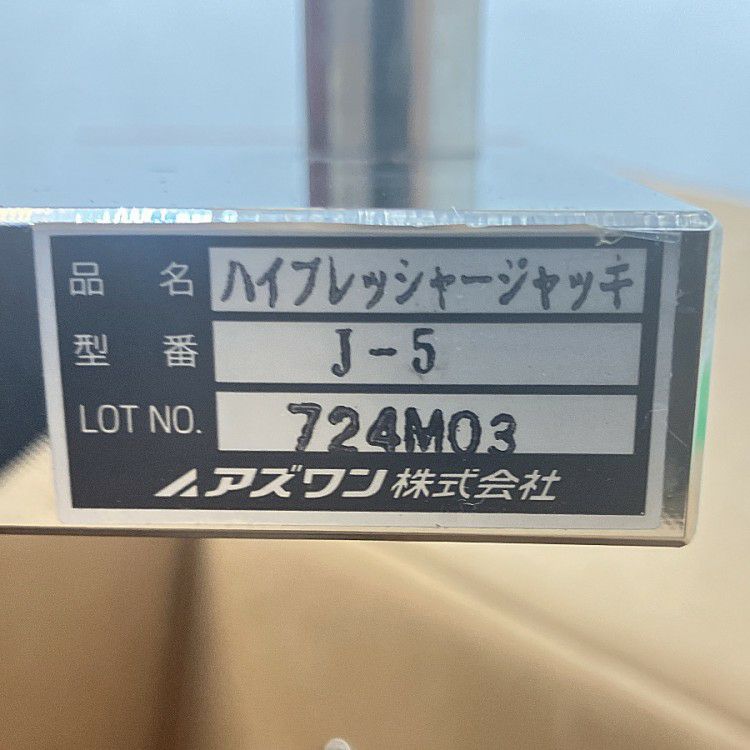 品 名 ハイプレッシャージャッキ
型 番 J-5
LOT NO. 724M03
アズワン株式会社